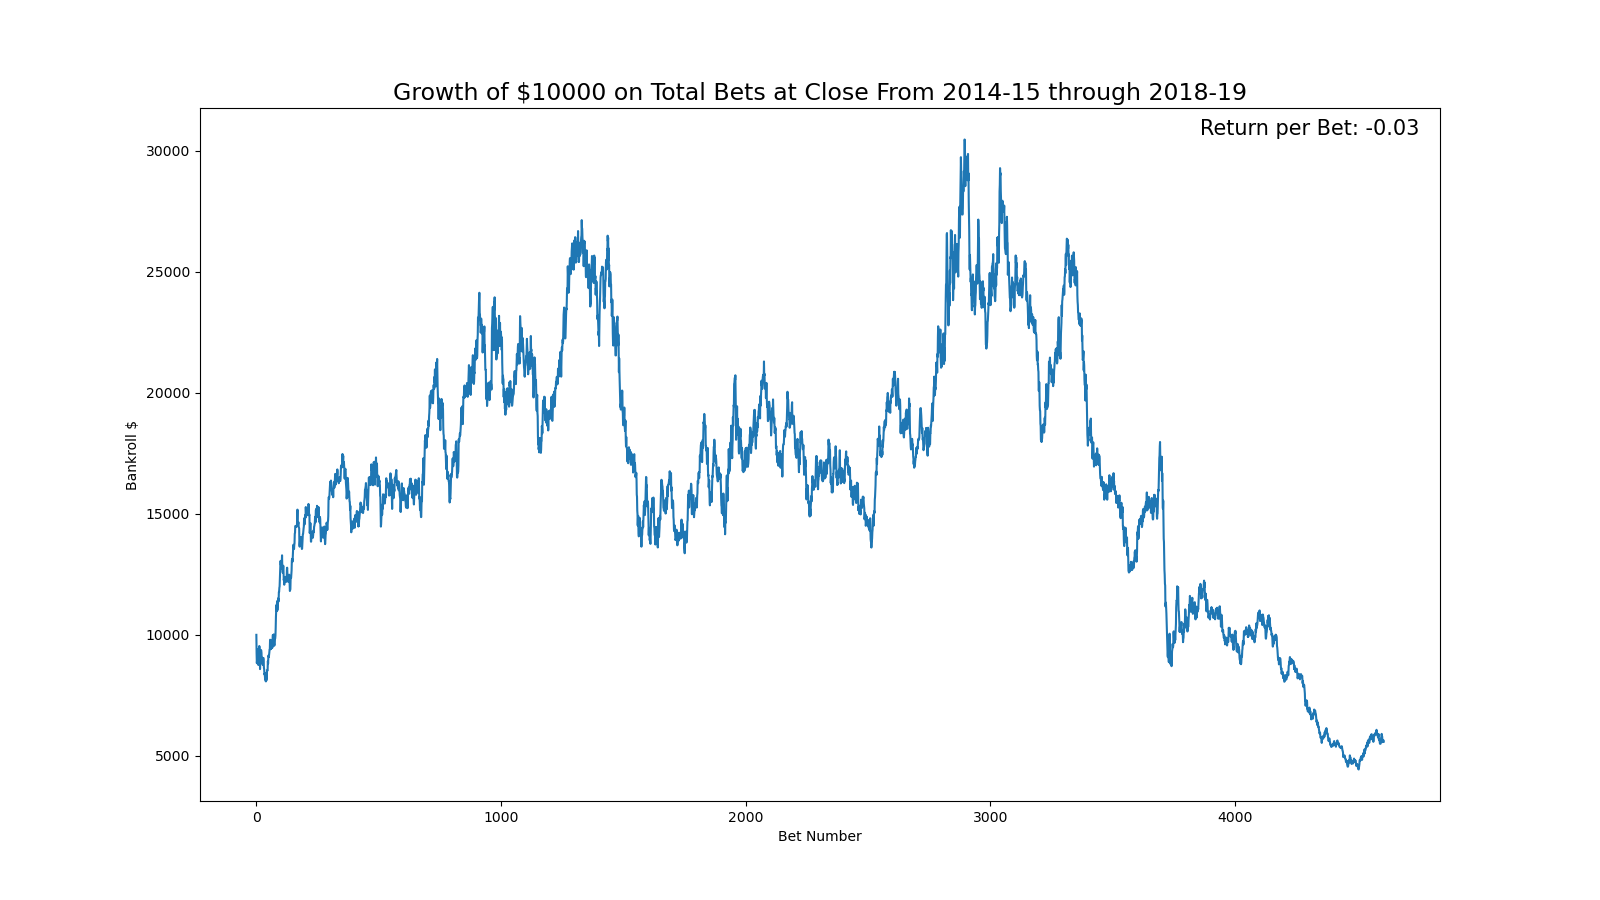 Growth of $10000 on Total Bets at Close From 2014-15 through 2018-19
Return per Bet: -0.03
30000
25000
20000
15000
10000
5000
Bankroll $
0 1000 2000 3000 4000
Bet Number